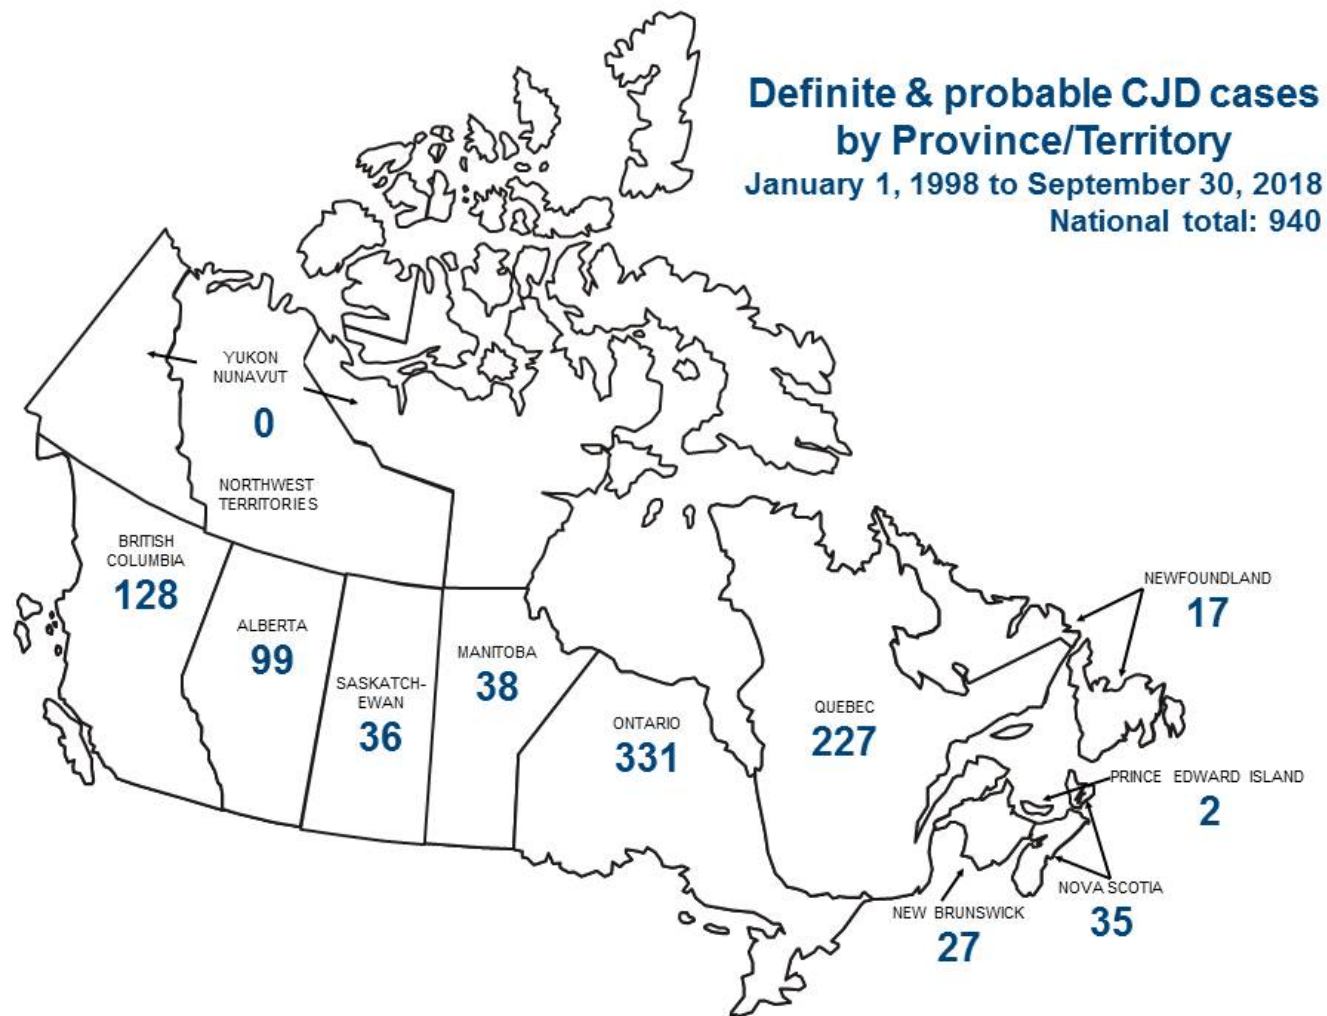 Definite & probable CJD cases
by Province/Territory
January 1, 1998 to September 30, 2018
National total: 940
YUKON
NUNAVUT
0
NORTHWEST
TERRITORIES
BRITISH
COLUMBIA
128
ALBERTA
99
SASKATCH-
EWAN
36
MANITOBA
38
ONTARIO
331
QUEBEC
227
NEWFOUNDLAND
17
PRINCE EDWARD ISLAND
2
NOVA SCOTIA
35
NEW BRUNSWICK
27